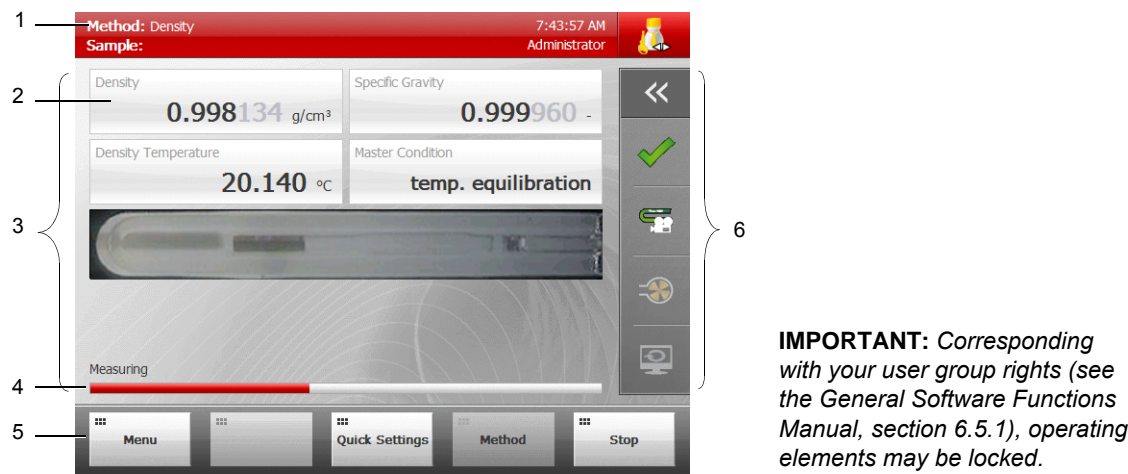 1
Method: Density
7:43:57 AM
Sample:
Administrator
2
Density
0.998134 g/cm³
Specific Gravity
0.999960 -
Density Temperature
20.140 °C
Master Condition
temp. equilibration
3
6
Measuring
4
5
Menu
Quick Settings
Method
Stop
IMPORTANT: Corresponding
with your user group rights (see
the General Software Functions
Manual, section 6.5.1), operating
elements may be locked.